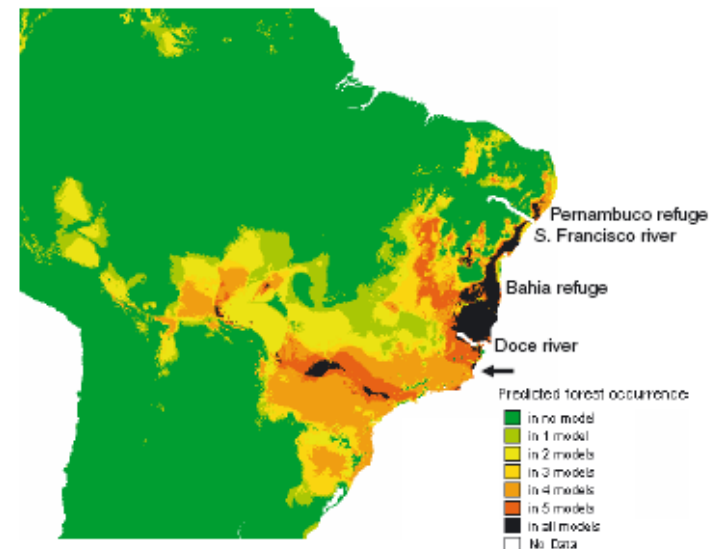 Pernambuco refuge
S. Francisco river
Bahia refuge
Doce river
Predicted forest occurrence:
in no model
in 1 model
in 2 models
in 3 models
in 4 models
in 5 models
in all models
No Data